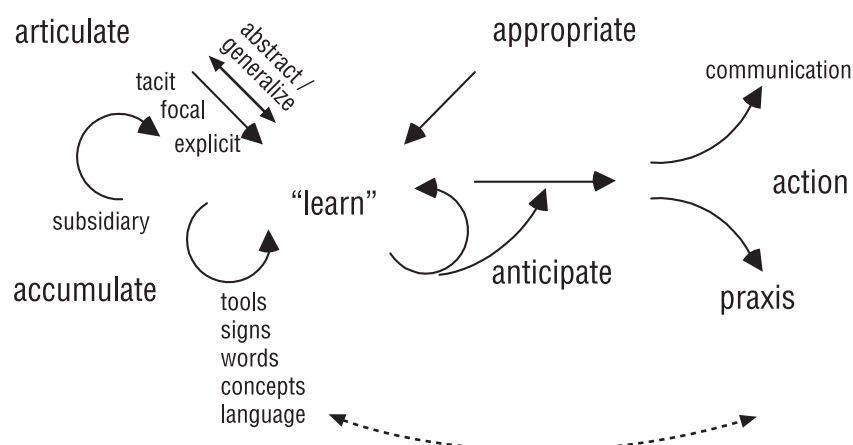 articulate
abstract /
generalize
tacit
focal
explicit
subsidiary
accumulate
tools
signs
words
concepts
language
“learn”
appropriate
anticipate
communication
action
praxis